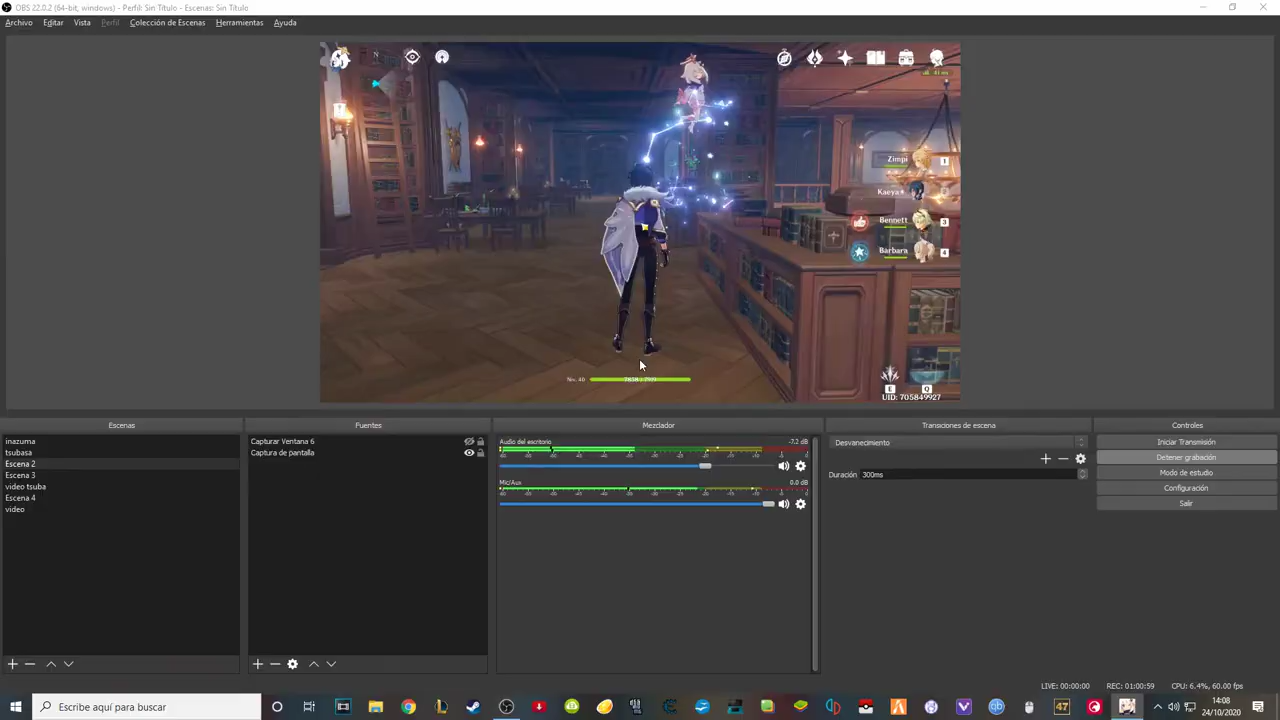 OBS 22.0.2 (64-bit, windows) - Perfil: Sin Título - Escenas: Sin Título
Archivo Editar Vista Perfil Colección de Escenas Herramientas Ayuda
Zimpi 1
Kaeya
Bennett 3
Barbara 4
E Q
UID: 705849927
Escenas
inazuma
tsubasa
Escena 2
Escena 3
video tsuba
Escena 4
video
Fuentes
Capturar Ventana 6
Captura de pantalla
Mezclador
Audio del escritorio -7.2 dB
Mic/Aux 0.0 dB
Transiciones de escena
Desvanecimiento
Duración 300ms
Controles
Iniciar Transmisión
Detener grabación
Modo de estudio
Configuración
Salir
LIVE: 00:00:00 REC: 01:00:59 CPU: 6.4%, 60.00 fps
Escribe aquí para buscar
47
14:08
24/10/2020